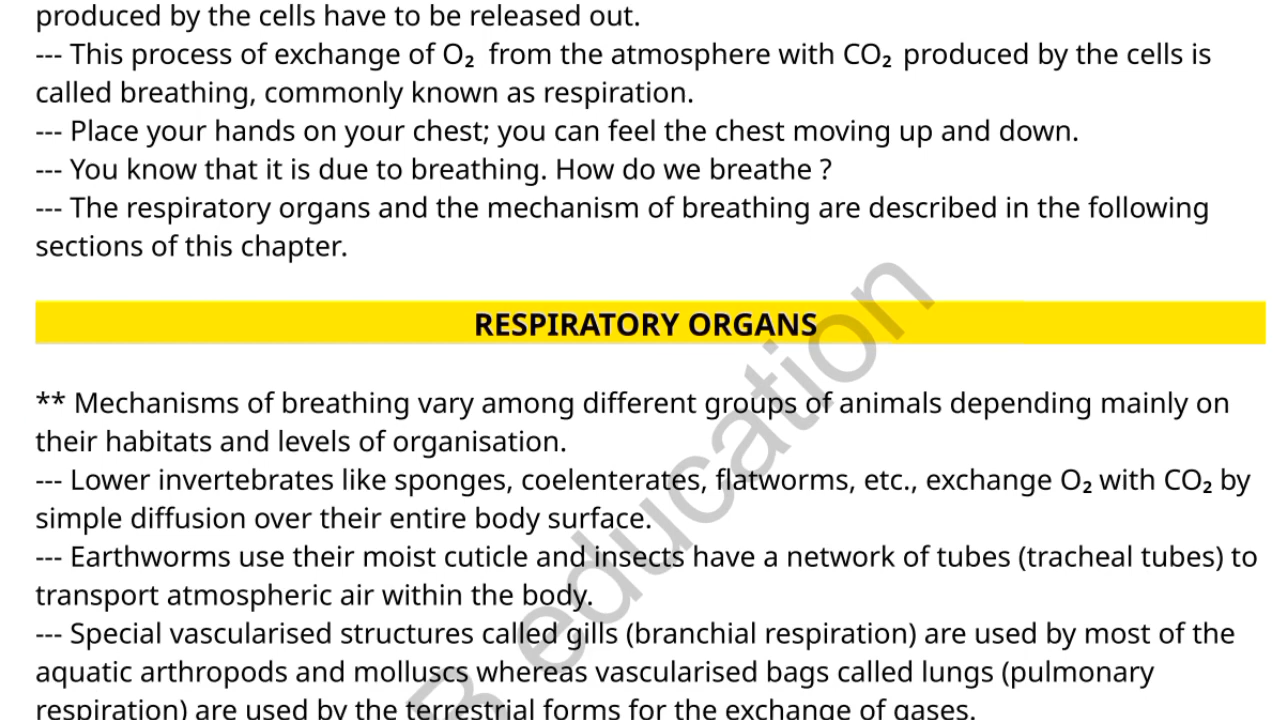 produced by the cells have to be released out.
--- This process of exchange of O₂ from the atmosphere with CO₂ produced by the cells is
called breathing, commonly known as respiration.
--- Place your hands on your chest; you can feel the chest moving up and down.
--- You know that it is due to breathing. How do we breathe ?
--- The respiratory organs and the mechanism of breathing are described in the following
sections of this chapter.
RESPIRATORY ORGANS
** Mechanisms of breathing vary among different groups of animals depending mainly on
their habitats and levels of organisation.
--- Lower invertebrates like sponges, coelenterates, flatworms, etc., exchange O₂ with CO₂ by
simple diffusion over their entire body surface.
--- Earthworms use their moist cuticle and insects have a network of tubes (tracheal tubes) to
transport atmospheric air within the body.
--- Special vascularised structures called gills (branchial respiration) are used by most of the
aquatic arthropods and molluscs whereas vascularised bags called lungs (pulmonary
respiration) are used by the terrestrial forms for the exchange of gases.
education